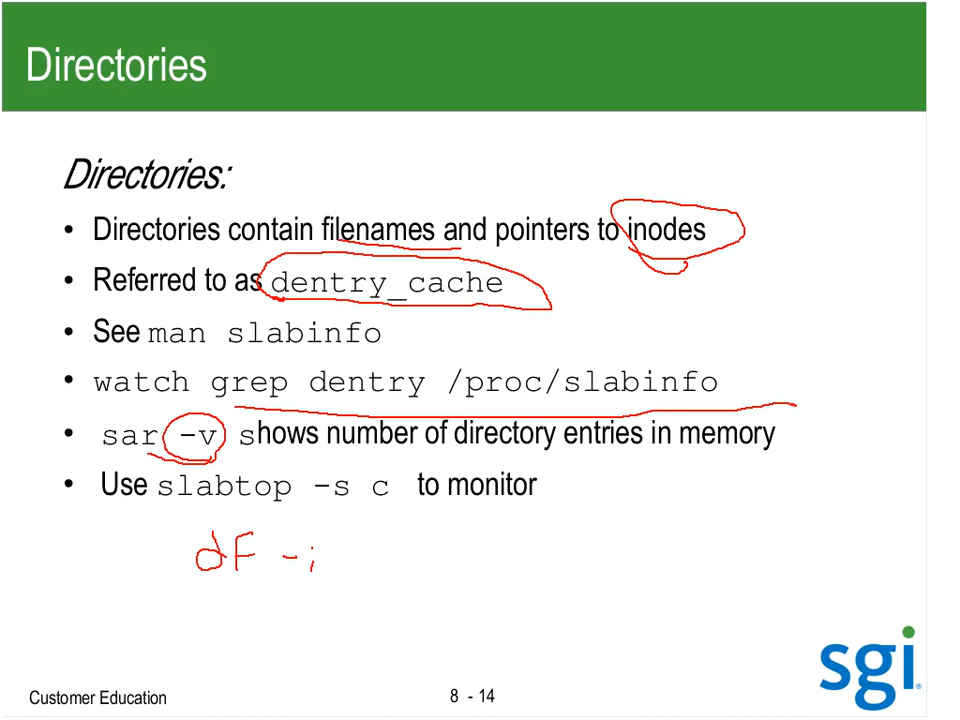 Directories
Directories:
• Directories contain filenames and pointers to inodes
• Referred to as dentry_cache
• See man slabinfo
• watch grep dentry /proc/slabinfo
• sar -v shows number of directory entries in memory
• Use slabtop -s c to monitor
dF -i
sgi®
Customer Education
8 - 14